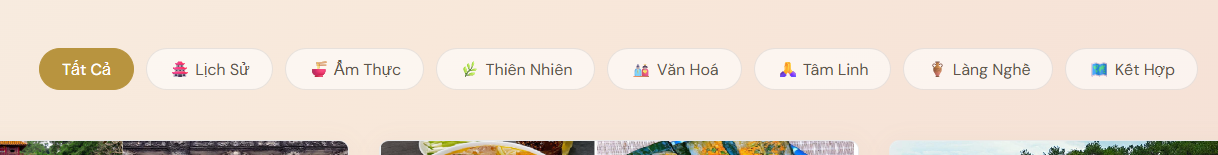 Tất Cả
Lịch Sử
Ẩm Thực
Thiên Nhiên
Văn Hoá
Tâm Linh
Làng Nghề
Kết Hợp